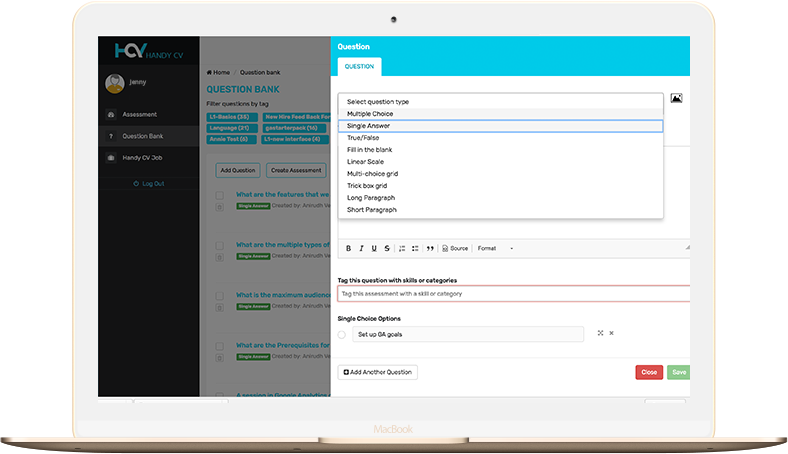 HCV HANDY CV
jenny
Assessment
Question Bank
Handy CV Job
Log Out
Home / Question bank
QUESTION BANK
Filter questions by tag
L1-Basics (35)
New Hire Feed Back For
Language (21)
gastarterpack (16)
Annie Test (6)
L1-new interface (4)
Add Question
Create Assessment
What are the features that we
Single Answer Created by: Anirudh Ve
What are the multiple types of
Single Answer Created by: Anirudh Ve
What is the maximum audience
Single Answer Created by: Anirudh Ve
What are the Prerequisites for
Single Answer Created by: Anirudh Ve
A session in Google Analytics
Question
QUESTION
Select question type
Multiple Choice
Single Answer
True/False
Fill in the blank
Linear Scale
Multi-choice grid
Trick box grid
Long Paragraph
Short Paragraph
B I U S Source Format
Tag this question with skills or categories
Tag this assessment with a skill or category
Single Choice Options
Set up GA goals
Add Another Question
Close
Save
MacBook